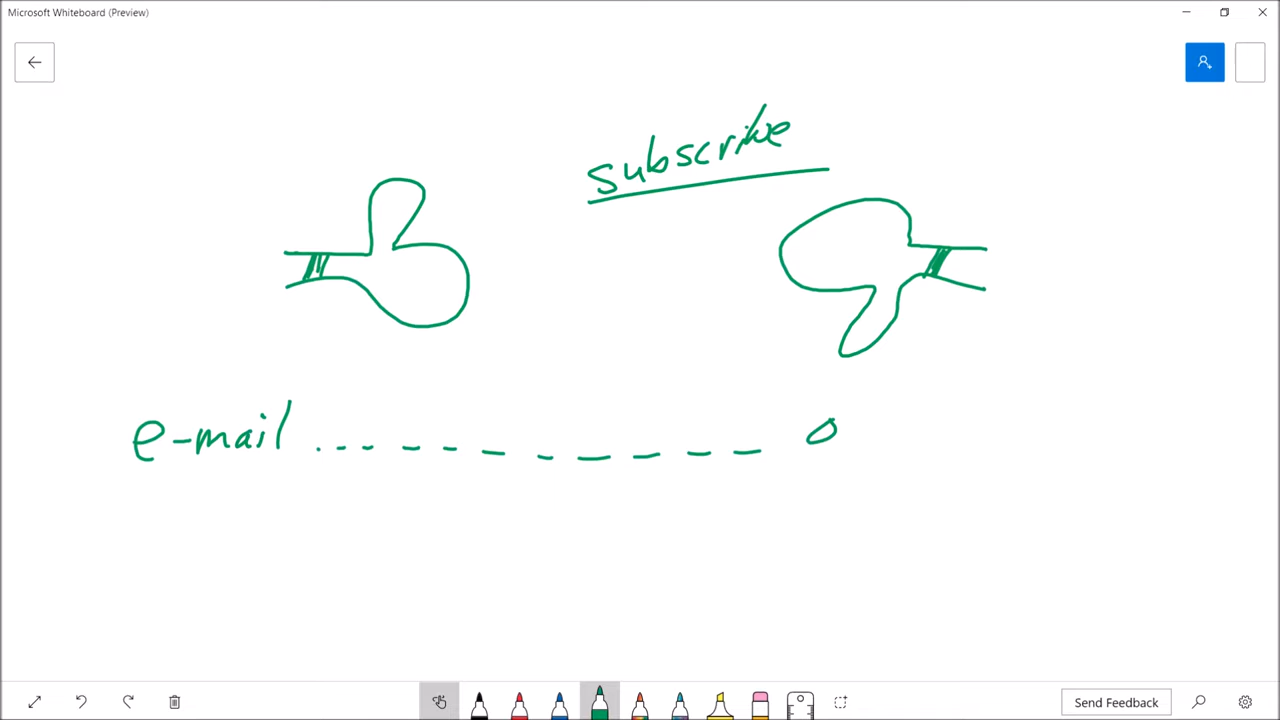 Microsoft Whiteboard (Preview)
subscribe
e-mail ... _ _ _ _ _ _ _ _ _ _ o
Send Feedback